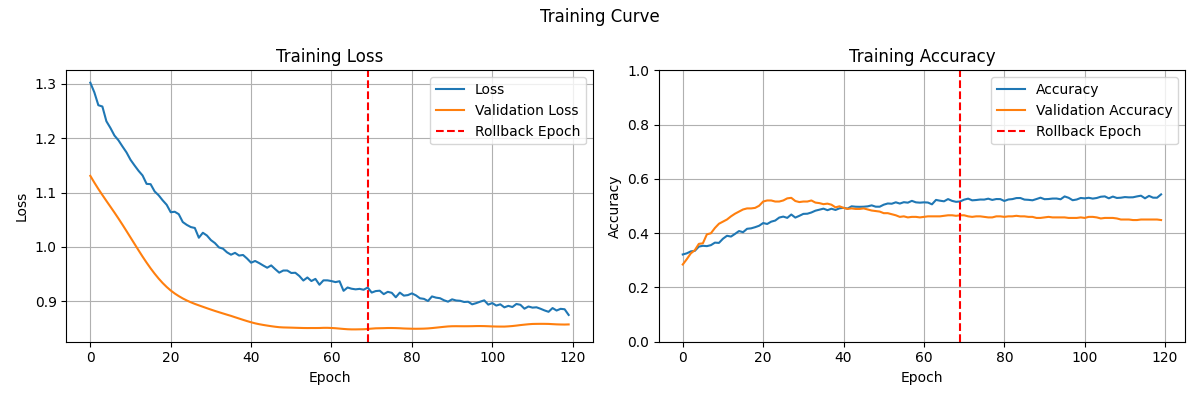 Training Curve
Training Loss
Loss
1.3
1.2
1.1
1.0
0.9
0 20 40 60 80 100 120
Epoch
Loss
Validation Loss
Rollback Epoch
Training Accuracy
Accuracy
1.0
0.8
0.6
0.4
0.2
0.0
0 20 40 60 80 100 120
Epoch
Accuracy
Validation Accuracy
Rollback Epoch